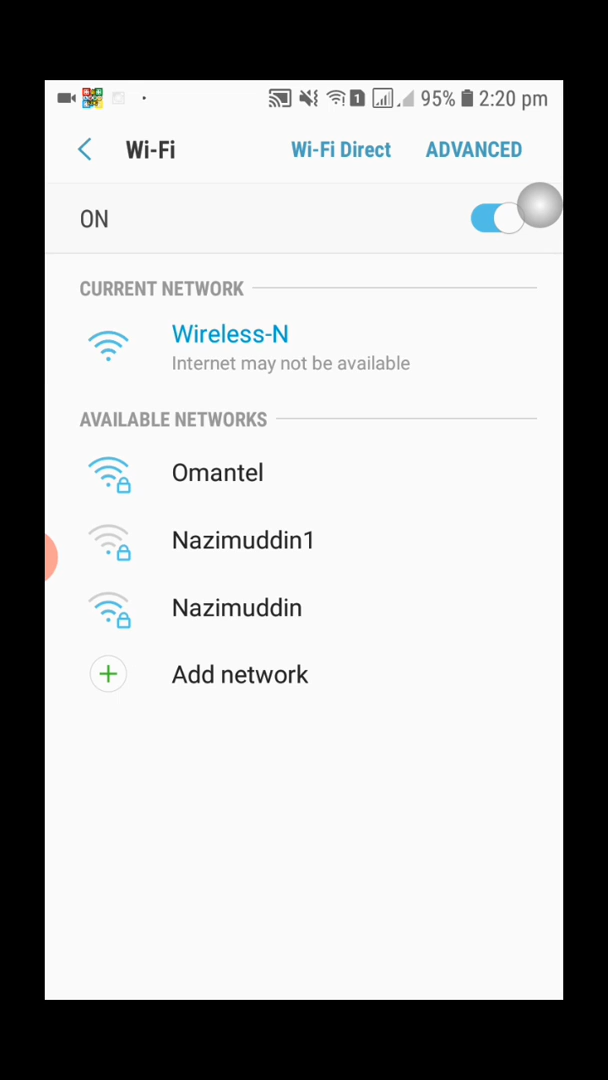 1 95% 2:20 pm
Wi-Fi Wi-Fi Direct ADVANCED
ON
CURRENT NETWORK
Wireless-N
Internet may not be available
AVAILABLE NETWORKS
Omantel
Nazimuddin1
Nazimuddin
Add network